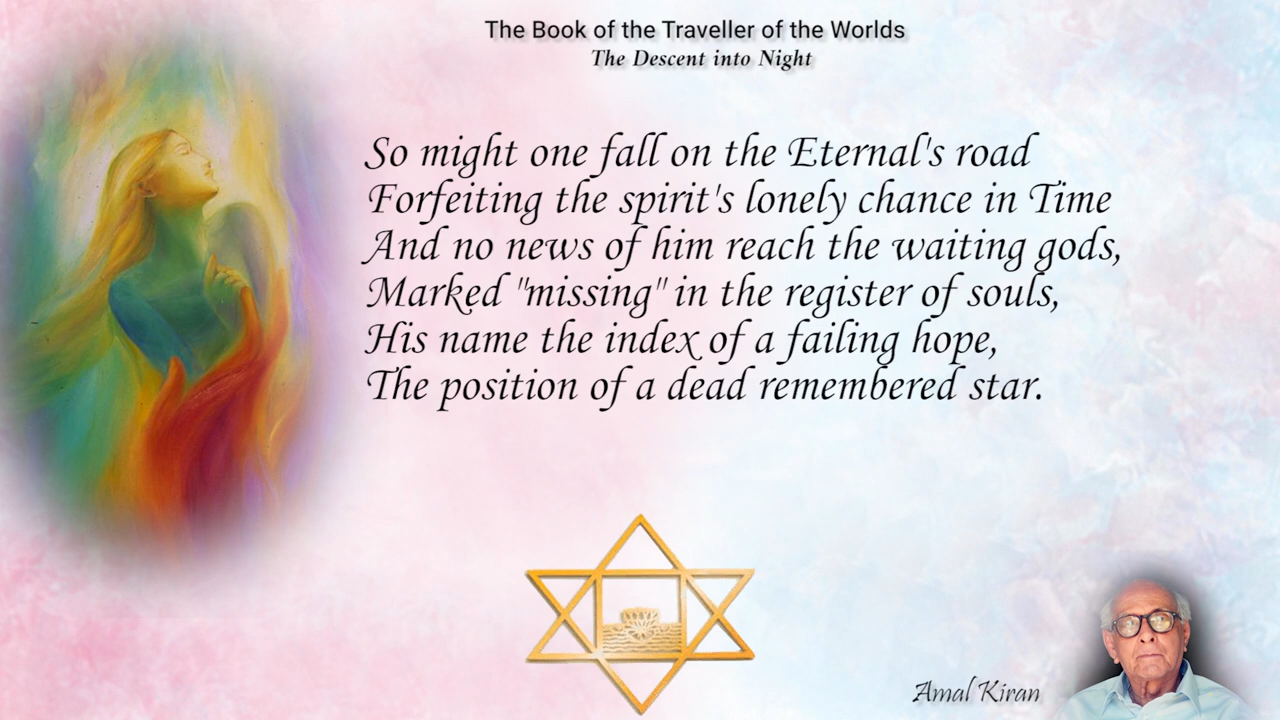 The Book of the Traveller of the Worlds
The Descent into Night
So might one fall on the Eternal's road
Forfeiting the spirit's lonely chance in Time
And no news of him reach the waiting gods,
Marked "missing" in the register of souls,
His name the index of a failing hope,
The position of a dead remembered star.
Amal Kiran